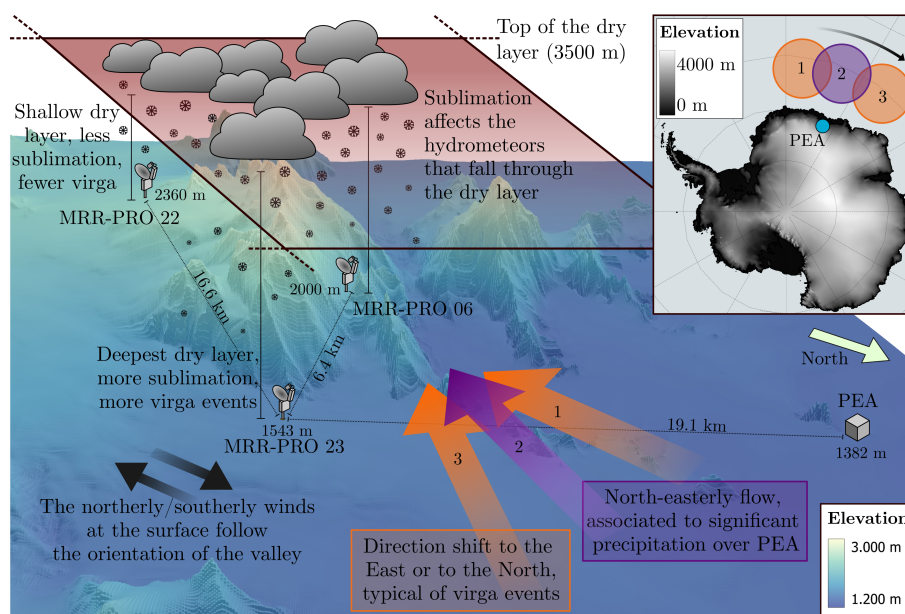 Top of the dry
layer (3500 m)
Elevation
4000 m
0 m
1
2
3
PEA
Shallow dry
layer, less
sublimation,
fewer virga
Sublimation
affects the
hydrometeors
that fall through
the dry layer
2360 m
MRR-PRO 22
2000 m
MRR-PRO 06
16.6 km
6.4 km
Deepest dry layer,
more sublimation,
more virga events
1543 m
MRR-PRO 23
North
PEA
1382 m
19.1 km
1
2
3
The northerly/southerly winds
at the surface follow
the orientation of the valley
Direction shift to the
East or to the North,
typical of virga events
North-easterly flow,
associated to significant
precipitation over PEA
Elevation
3.000 m
1.200 m